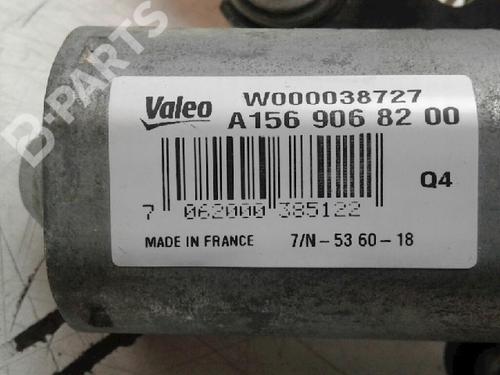 B-PARTS
Valeo
W000038727
A156 906 82 00
Q4
7 062000 385122
MADE IN FRANCE 7/N - 53 60 - 18